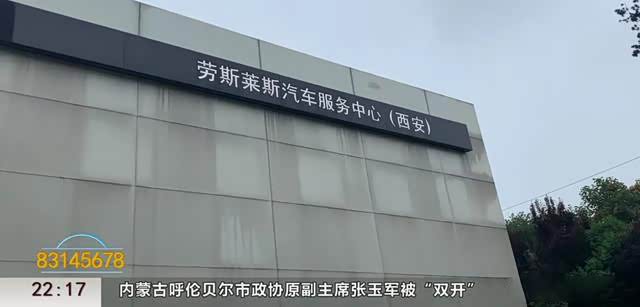 劳斯莱斯汽车服务中心（西安）
83145678
22:17 内蒙古呼伦贝尔市政协原副主席张玉军被“双开”